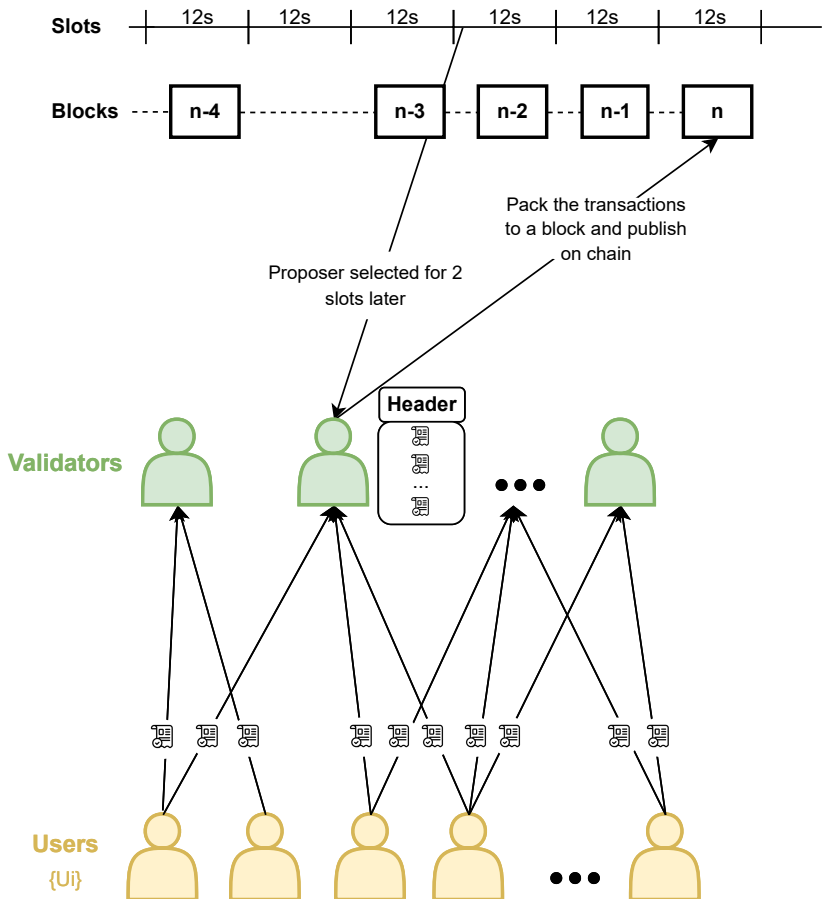 Slots 12s 12s 12s 12s 12s 12s
Blocks n-4 n-3 n-2 n-1 n
Pack the transactions
to a block and publish
on chain
Proposer selected for 2
slots later
Header
...
Validators
Users
{Ui}